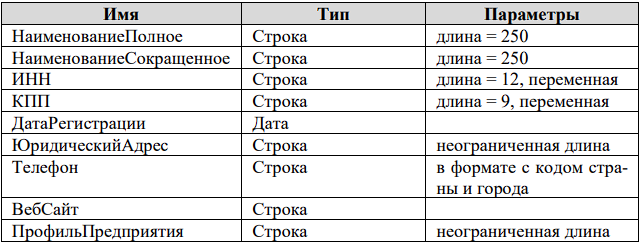 Имя Тип Параметры
НаименованиеПолное Строка длина = 250
НаименованиеСокращенное Строка длина = 250
ИНН Строка длина = 12, переменная
КПП Строка длина = 9, переменная
ДатаРегистрации Дата
ЮридическийАдрес Строка неограниченная длина
Телефон Строка в формате с кодом стра-
ны и города
ВебСайт Строка
ПрофильПредприятия Строка неограниченная длина